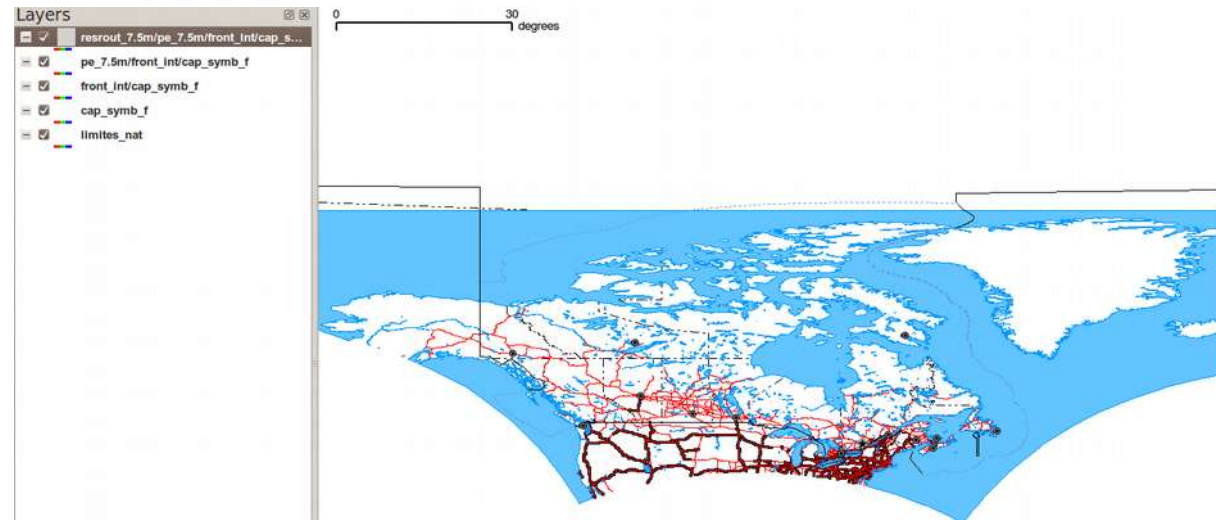 Layers
resrout_7.5m/pe_7.5m/front_int/cap_s...
pe_7.5m/front_int/cap_symb_f
front_int/cap_symb_f
cap_symb_f
limites_nat
0 30
degrees